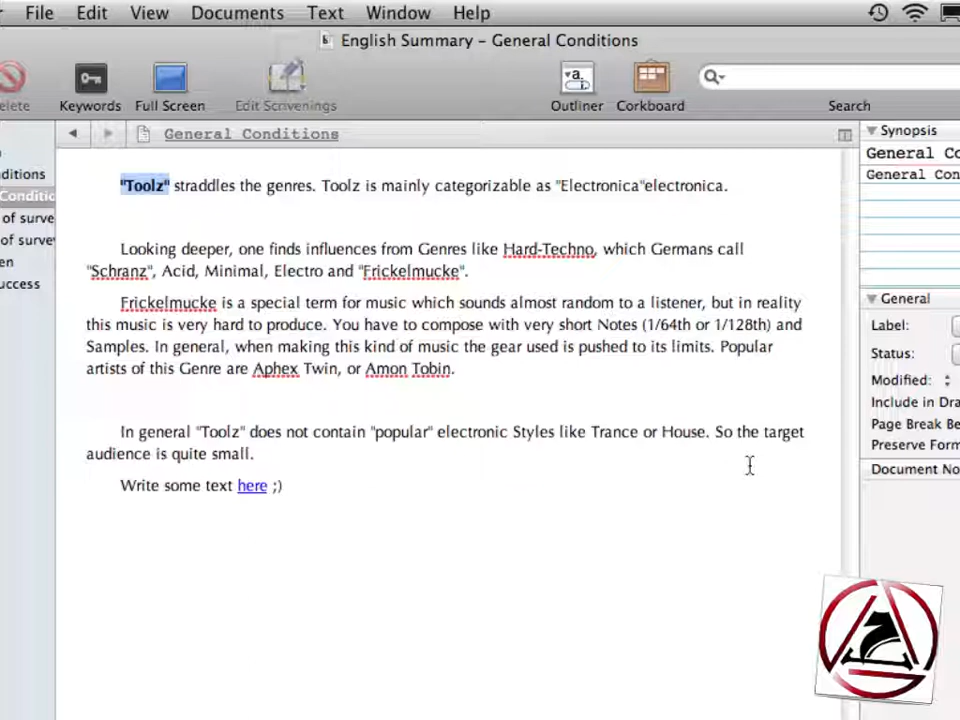 File Edit View Documents Text Window Help
English Summary – General Conditions
elete Keywords Full Screen Edit Scrivenings Outliner Corkboard Search
General Conditions
Synopsis
General Co
General Con
ditions
Conditio
of surve
of surve
en
uccess
"Toolz" straddles the genres. Toolz is mainly categorizable as "Electronica"electronica.
Looking deeper, one finds influences from Genres like Hard-Techno, which Germans call
"Schranz", Acid, Minimal, Electro and "Frickelmucke".
Frickelmucke is a special term for music which sounds almost random to a listener, but in reality
this music is very hard to produce. You have to compose with very short Notes (1/64th or 1/128th) and
Samples. In general, when making this kind of music the gear used is pushed to its limits. Popular
artists of this Genre are Aphex Twin, or Amon Tobin.
In general "Toolz" does not contain "popular" electronic Styles like Trance or House. So the target
audience is quite small.
Write some text here ;)
General
Label:
Status:
Modified:
Include in Dra
Page Break Be
Preserve Form
Document No